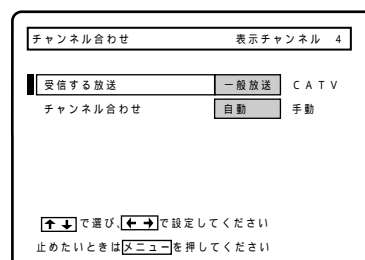 チャンネル合わせ 表示チャンネル 4
受信する放送 一般放送 CATV
チャンネル合わせ 自動 手動
↑↓で選び、←→で設定してください
止めたいときはメニューを押してください